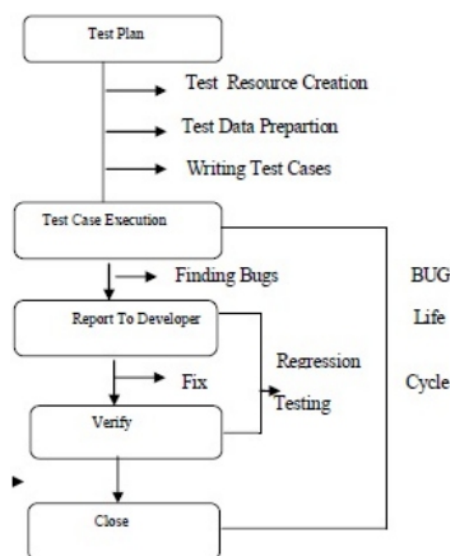 Test Plan
Test Resource Creation
Test Data Prepartion
Writing Test Cases
Test Case Execution
Finding Bugs
BUG
Report To Developer
Life
Regression
Fix
Cycle
Testing
Verify
Close